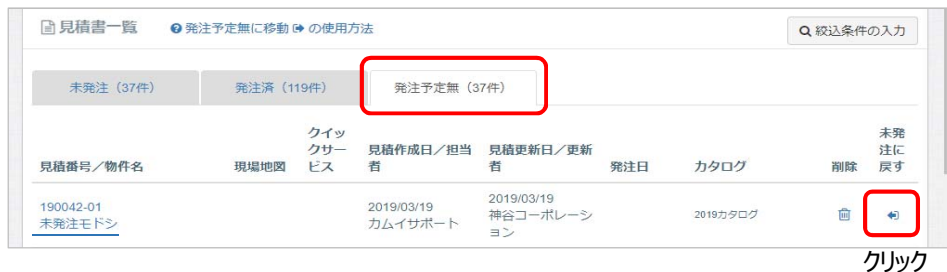 見積書一覧 発注予定無に移動 の使用方法 絞込条件の入力
未発注（37件） 発注済（119件） 発注予定無（37件）
見積番号／物件名 現場地図 クイックサービス 見積作成日／担当者 見積更新日／更新者 発注日 カタログ 削除 未発注に戻す
190042-01
未発注モドシ
2019/03/19
カムイサポート
2019/03/19
神谷コーポレーシ
ョン
2019カタログ
クリック